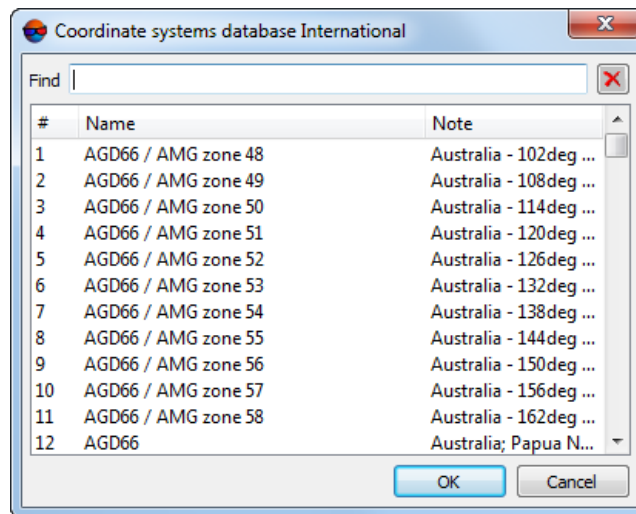 Coordinate systems database International
Find
# Name Note
1 AGD66 / AMG zone 48 Australia - 102deg ...
2 AGD66 / AMG zone 49 Australia - 108deg ...
3 AGD66 / AMG zone 50 Australia - 114deg ...
4 AGD66 / AMG zone 51 Australia - 120deg ...
5 AGD66 / AMG zone 52 Australia - 126deg ...
6 AGD66 / AMG zone 53 Australia - 132deg ...
7 AGD66 / AMG zone 54 Australia - 138deg ...
8 AGD66 / AMG zone 55 Australia - 144deg ...
9 AGD66 / AMG zone 56 Australia - 150deg ...
10 AGD66 / AMG zone 57 Australia - 156deg ...
11 AGD66 / AMG zone 58 Australia - 162deg ...
12 AGD66 Australia; Papua N...
OK Cancel